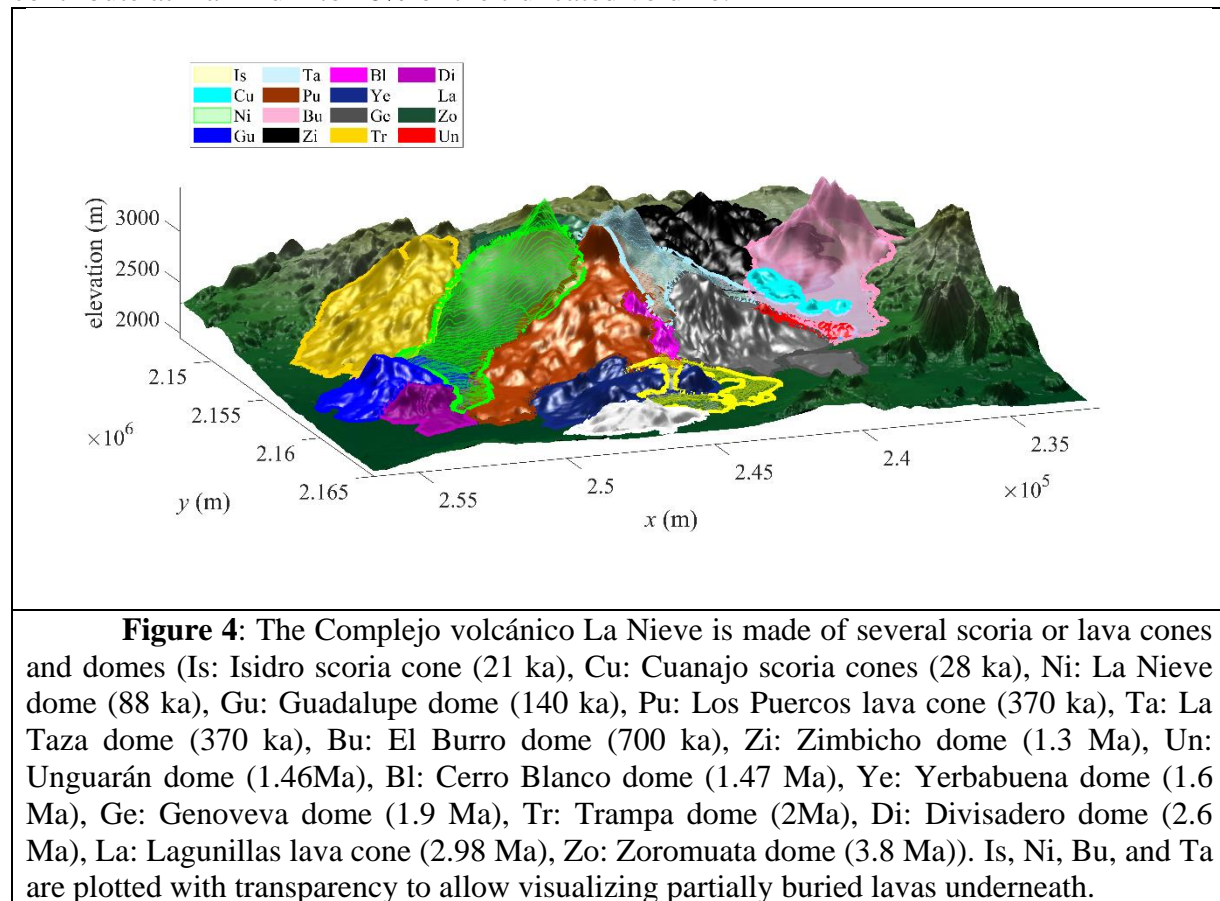 Is Ta Bl Di
Cu Pu Ye La
Ni Bu Ge Zo
Gu Zi Tr Un
elevation (m)
3000
2500
2000
2.15
2.155
2.16
2.165
×10⁶
y (m)
2.55
2.5
2.45
2.4
2.35
×10⁵
x (m)
Figure 4: The Complejo volcánico La Nieve is made of several scoria or lava cones
and domes (Is: Isidro scoria cone (21 ka), Cu: Cuanajo scoria cones (28 ka), Ni: La Nieve
dome (88 ka), Gu: Guadalupe dome (140 ka), Pu: Los Puercos lava cone (370 ka), Ta: La
Taza dome (370 ka), Bu: El Burro dome (700 ka), Zi: Zimbicho dome (1.3 Ma), Un:
Unguarán dome (1.46Ma), Bl: Cerro Blanco dome (1.47 Ma), Ye: Yerbabuena dome (1.6
Ma), Ge: Genoveva dome (1.9 Ma), Tr: Trampa dome (2Ma), Di: Divisadero dome (2.6
Ma), La: Lagunillas lava cone (2.98 Ma), Zo: Zoromuata dome (3.8 Ma)). Is, Ni, Bu, and Ta
are plotted with transparency to allow visualizing partially buried lavas underneath.